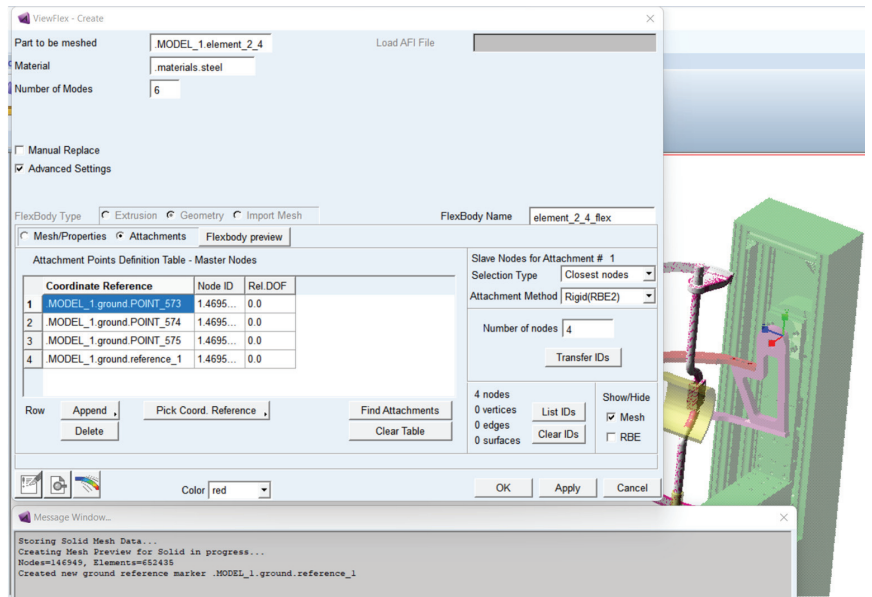 ViewFlex - Create
Part to be meshed .MODEL_1.element_2_4 Load AFI File
Material .materials.steel
Number of Modes 6
Manual Replace
Advanced Settings
FlexBody Type Extrusion Geometry Import Mesh FlexBody Name element_2_4_flex
Mesh/Properties Attachments Flexbody preview
Attachment Points Definition Table - Master Nodes
Slave Nodes for Attachment # 1
Selection Type Closest nodes
Attachment Method Rigid(RBE2)
Coordinate Reference Node ID Rel.DOF
1 .MODEL_1.ground.POINT_573 1.4695... 0.0
2 .MODEL_1.ground.POINT_574 1.4695... 0.0
3 .MODEL_1.ground.POINT_575 1.4695... 0.0
4 .MODEL_1.ground.reference_1 1.4695... 0.0
Number of nodes 4
Transfer IDs
Row Append Pick Coord. Reference Find Attachments
Delete Clear Table
4 nodes
0 vertices
0 edges
0 surfaces
List IDs
Clear IDs
Show/Hide
Mesh
RBE
Color red
OK Apply Cancel
Message Window...
Storing Solid Mesh Data...
Creating Mesh Preview for Solid in progress...
Nodes=146949, Elements=652435
Created new ground reference marker .MODEL_1.ground.reference_1